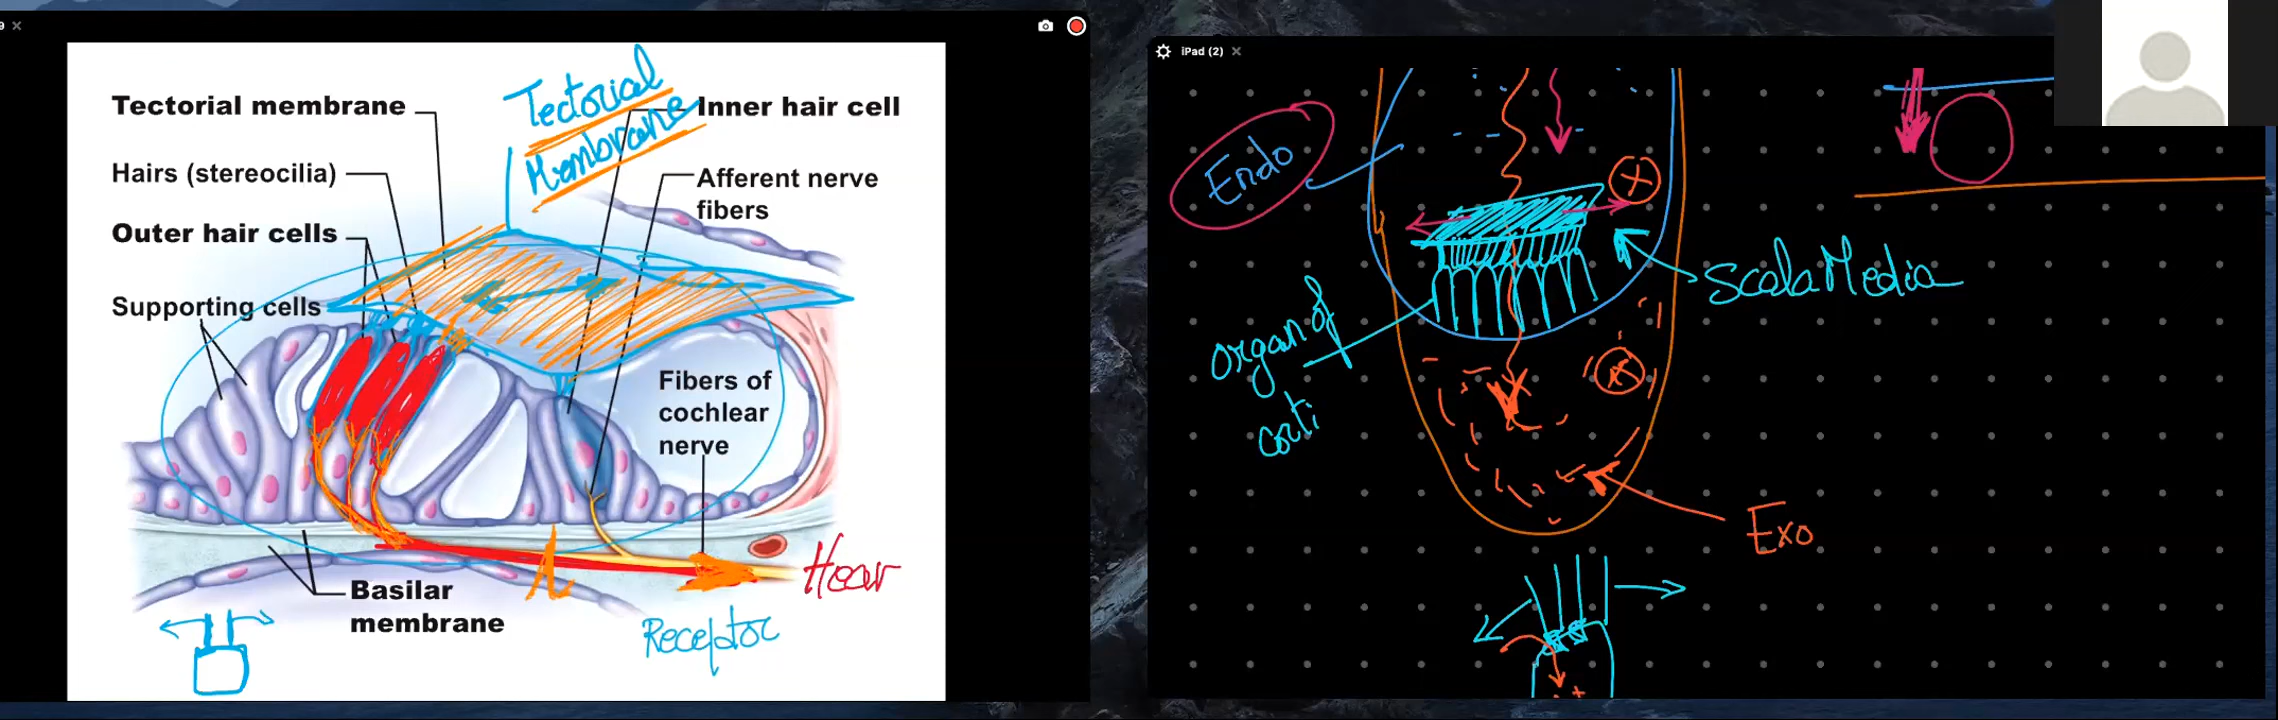 Tectorial membrane
Hairs (stereocilia)
Outer hair cells
Supporting cells
Tectorial
Membrane
Inner hair cell
Afferent nerve
fibers
Fibers of
cochlear
nerve
Basilar
membrane
Hear
Receptor
iPad (2)
Endo
Scala Media
organ of
corti
Exo